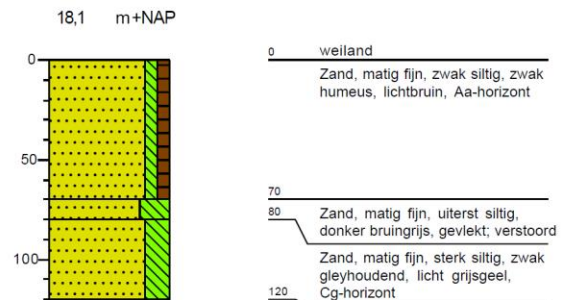 18,1 m+NAP
0
50
100
0 weiland
Zand, matig fijn, zwak siltig, zwak
humeus, lichtbruin, Aa-horizont
70
80
Zand, matig fijn, uiterst siltig,
donker bruingrijs, gevlekt; verstoord
Zand, matig fijn, sterk siltig, zwak
gleyhoudend, licht grijsgeel,
Cg-horizont
120